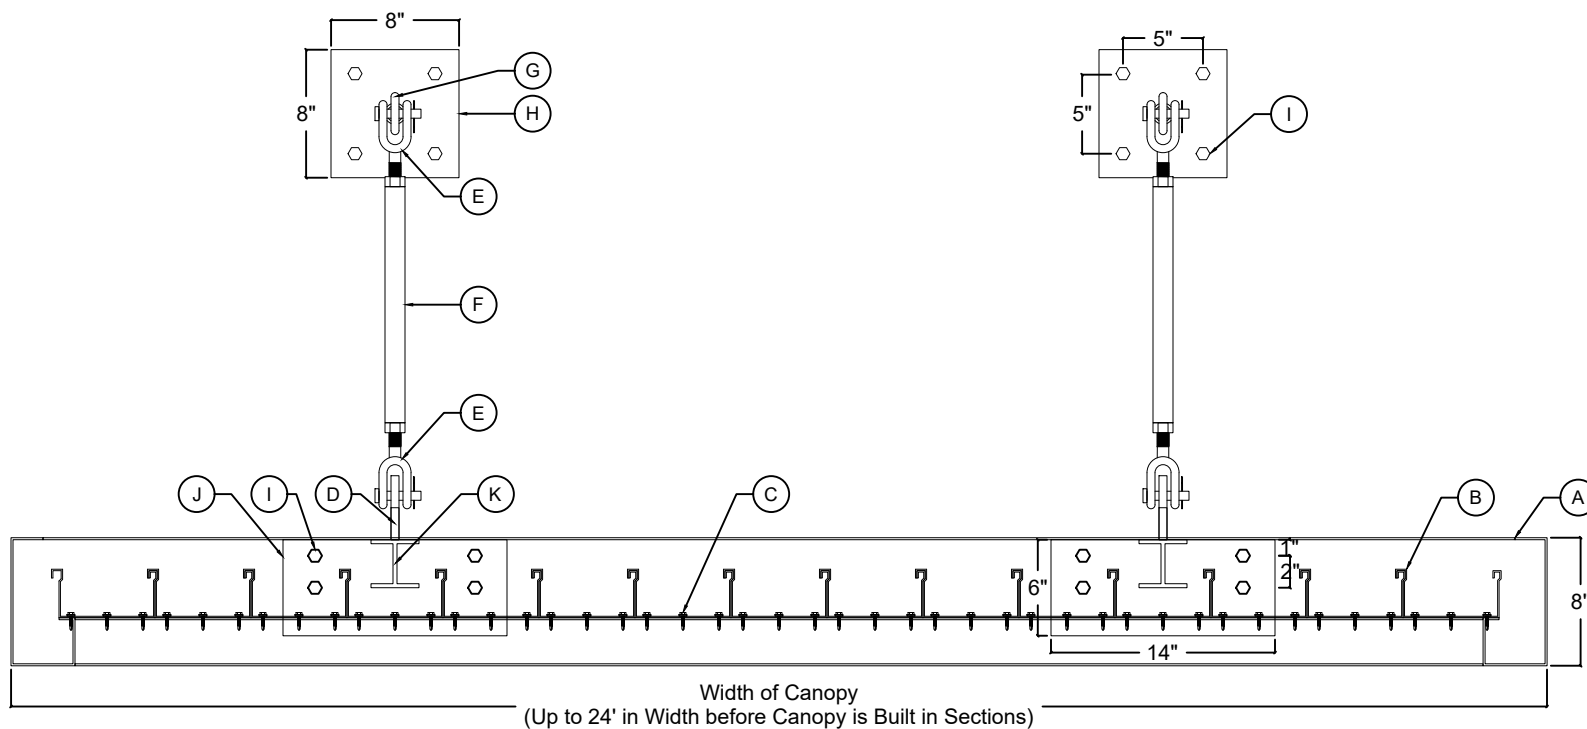 8"
5"
G
8"
H
5"
I
E
F
E
J
I
D
K
C
B
A
1"
2"
6"
8"
14"
Width of Canopy
(Up to 24' in Width before Canopy is Built in Sections)